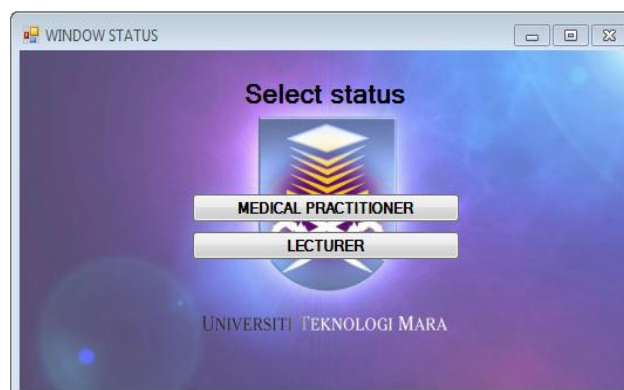 WINDOW STATUS
Select status
MEDICAL PRACTITIONER
LECTURER
UNIVERSITI TEKNOLOGI MARA